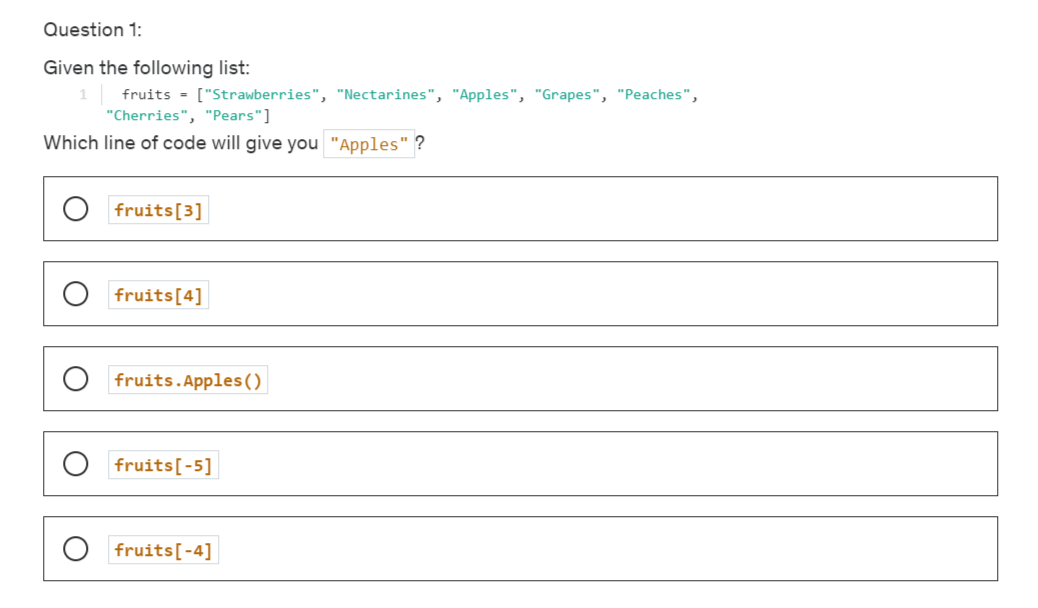 Question 1:
Given the following list:
1 fruits = ["Strawberries", "Nectarines", "Apples", "Grapes", "Peaches",
"Cherries", "Pears"]
Which line of code will give you "Apples"?
fruits[3]
fruits[4]
fruits.Apples()
fruits[-5]
fruits[-4]